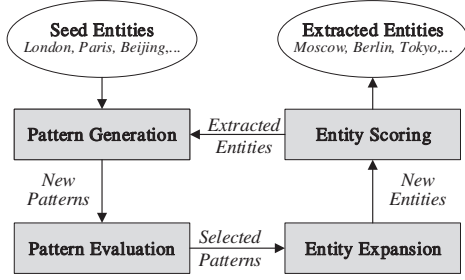 Seed Entities
London, Paris, Beijing,...
Extracted Entities
Moscow, Berlin, Tokyo,...
Pattern Generation
Extracted
Entities
Entity Scoring
New
Patterns
New
Entities
Pattern Evaluation
Selected
Patterns
Entity Expansion